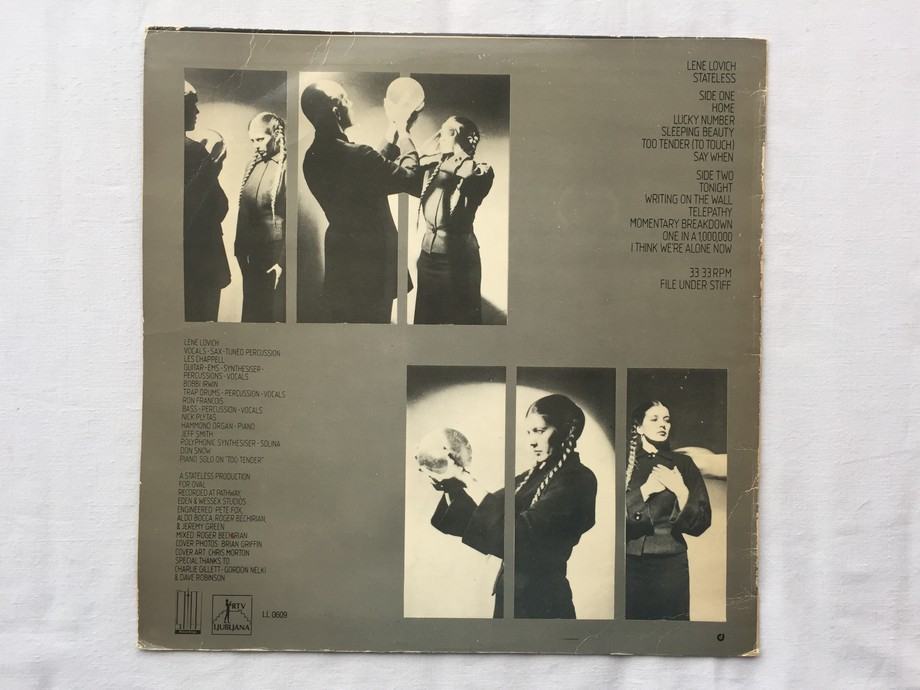 LENE LOVICH
STATELESS
SIDE ONE
HOME
LUCKY NUMBER
SLEEPING BEAUTY
TOO TENDER (TO TOUCH)
SAY WHEN
SIDE TWO
TONIGHT
WRITING ON THE WALL
TELEPATHY
MOMENTARY BREAKDOWN
ONE IN A 1,000,000
I THINK WE'RE ALONE NOW
33 33 RPM
FILE UNDER STIFF
LENE LOVICH
VOCALS · SAX · TUNED PERCUSSION
LES CHAPPELL
GUITAR · EMS · SYNTHESISER ·
PERCUSSIONS · VOCALS
BOBBI IRWIN
TRAP DRUMS · PERCUSSION · VOCALS
RON FRANCOIS
BASS · PERCUSSION · VOCALS
NICK PLYTAS
HAMMOND ORGAN · PIANO
JEFF SMITH
POLYPHONIC SYNTHESISER · SOLINA
DON SNOW
PIANO SOLO ON "TOO TENDER"
A STATELESS PRODUCTION
FOR OVAL
RECORDED AT PATHWAY,
EDEN & WESSEX STUDIOS
ENGINEERED: PETE FOX,
ALDO BOCCA, ROGER BECHIRIAN,
& JEREMY GREEN
MIXED: ROGER BECHIRIAN
COVER PHOTOS: BRIAN GRIFFIN
COVER ART: CHRIS MORTON
SPECIAL THANKS TO:
CHARLIE GILLETT · GORDON NELKI
& DAVE ROBINSON
RTV
LJUBLJANA
LL 0609